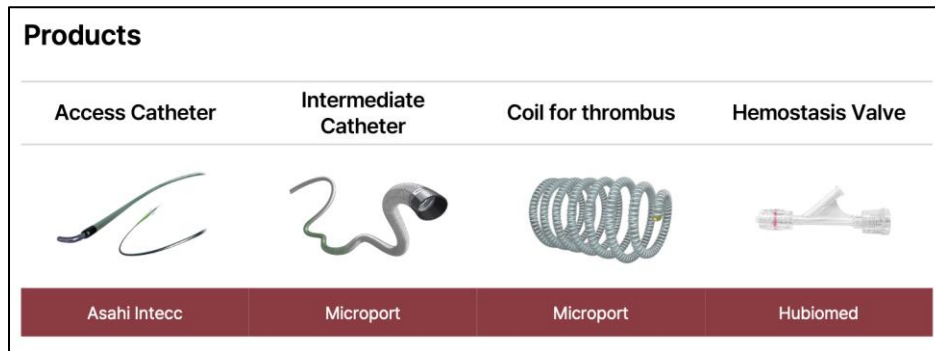 Products
Access Catheter
Intermediate
Catheter
Coil for thrombus
Hemostasis Valve
Asahi Intecc
Microport
Microport
Hubiomed